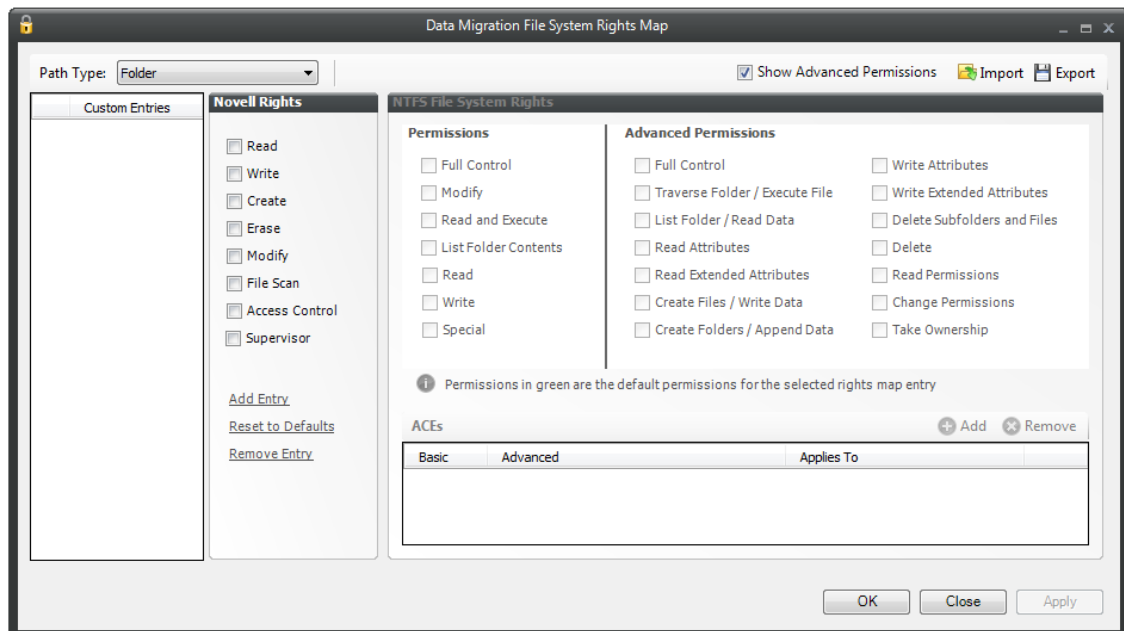 Data Migration File System Rights Map
Path Type: Folder
Show Advanced Permissions Import Export
Custom Entries
Novell Rights
Read
Write
Create
Erase
Modify
File Scan
Access Control
Supervisor
Add Entry
Reset to Defaults
Remove Entry
NTFS File System Rights
Permissions
Full Control
Modify
Read and Execute
List Folder Contents
Read
Write
Special
Advanced Permissions
Full Control
Traverse Folder / Execute File
List Folder / Read Data
Read Attributes
Read Extended Attributes
Create Files / Write Data
Create Folders / Append Data
Write Attributes
Write Extended Attributes
Delete Subfolders and Files
Delete
Read Permissions
Change Permissions
Take Ownership
Permissions in green are the default permissions for the selected rights map entry
ACEs Add Remove
Basic Advanced Applies To
OK Close Apply